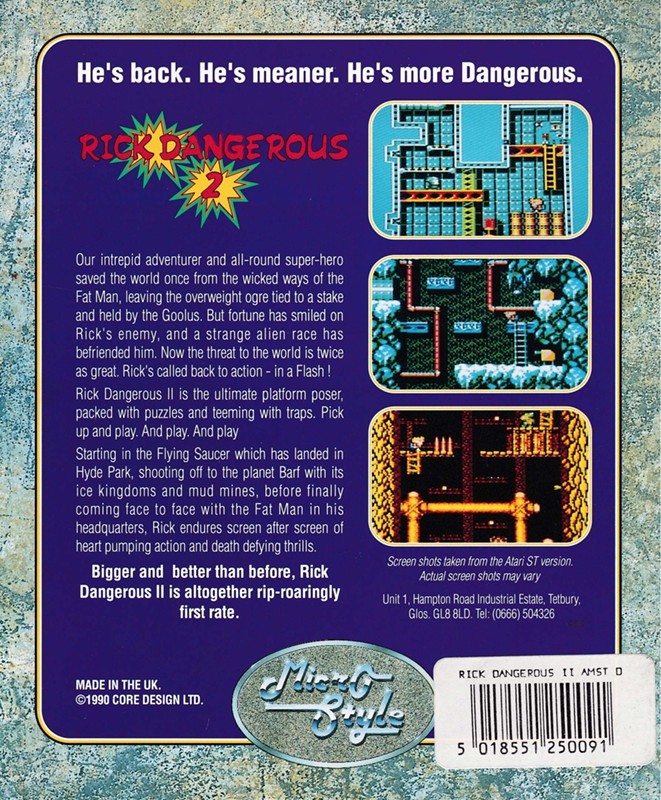 He's back. He's meaner. He's more Dangerous.
RICK DANGEROUS
2
Our intrepid adventurer and all-round super-hero
saved the world once from the wicked ways of the
Fat Man, leaving the overweight ogre tied to a stake
and held by the Goolus. But fortune has smiled on
Rick's enemy, and a strange alien race has
befriended him. Now the threat to the world is twice
as great. Rick's called back to action - in a Flash !
Rick Dangerous II is the ultimate platform poser,
packed with puzzles and teeming with traps. Pick
up and play. And play. And play
Starting in the Flying Saucer which has landed in
Hyde Park, shooting off to the planet Barf with its
ice kingdoms and mud mines, before finally
coming face to face with the Fat Man in his
headquarters, Rick endures screen after screen of
heart pumping action and death defying thrills.
Bigger and better than before, Rick
Dangerous II is altogether rip-roaringly
first rate.
Screen shots taken from the Atari ST version.
Actual screen shots may vary
Unit 1, Hampton Road Industrial Estate, Tetbury,
Glos. GL8 8LD. Tel: (0666) 504326
MADE IN THE UK.
©1990 CORE DESIGN LTD.
Micro
Style
RICK DANGEROUS II AMST D
5 018551 250091